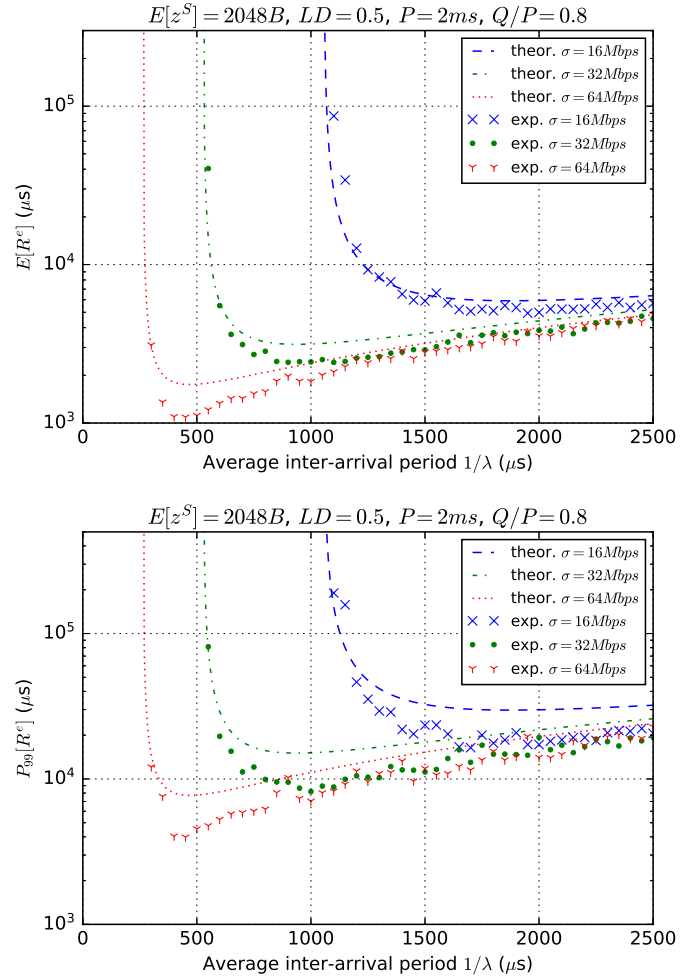 E[z^S] = 2048B, LD = 0.5, P = 2ms, Q/P = 0.8
theor. σ = 16Mbps
theor. σ = 32Mbps
theor. σ = 64Mbps
exp. σ = 16Mbps
exp. σ = 32Mbps
exp. σ = 64Mbps
10^5
10^4
10^3
E[R^e] (μs)
0 500 1000 1500 2000 2500
Average inter-arrival period 1/λ (μs)
E[z^S] = 2048B, LD = 0.5, P = 2ms, Q/P = 0.8
theor. σ = 16Mbps
theor. σ = 32Mbps
theor. σ = 64Mbps
exp. σ = 16Mbps
exp. σ = 32Mbps
exp. σ = 64Mbps
10^5
10^4
10^3
P_99[R^e] (μs)
0 500 1000 1500 2000 2500
Average inter-arrival period 1/λ (μs)